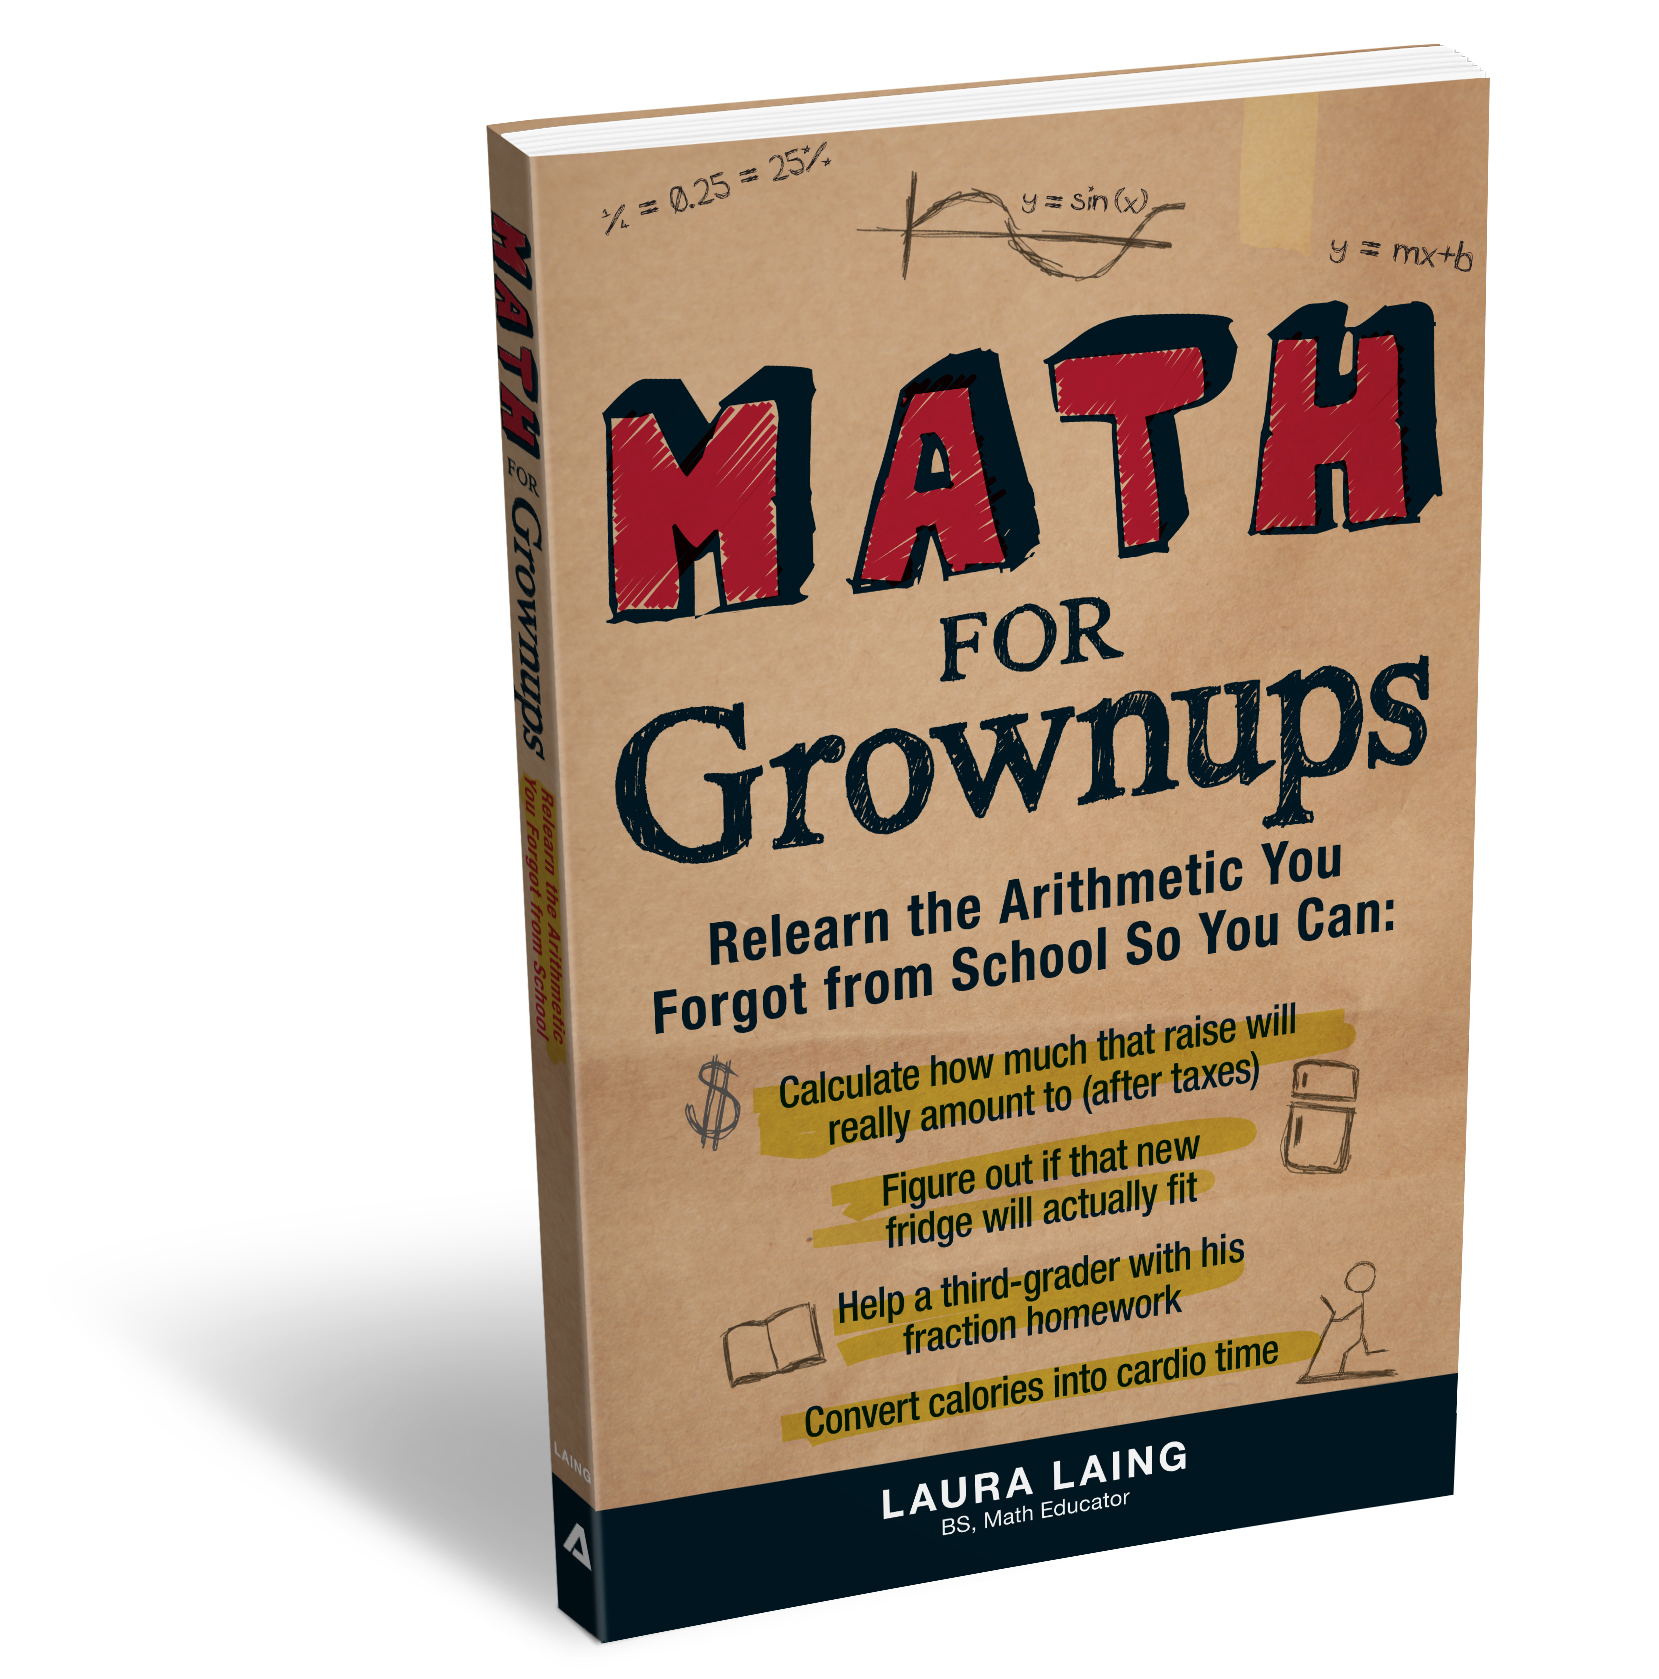 ¼ = 0.25 = 25%
y = sin(x)
y = mx+b
MATH
FOR
Grownups
Relearn the Arithmetic You
Forgot from School So You Can:
$
Calculate how much that raise will
really amount to (after taxes)
Figure out if that new
fridge will actually fit
Help a third-grader with his
fraction homework
Convert calories into cardio time
LAURA LAING
BS, Math Educator
MATH FOR Grownups
Relearn the Arithmetic
You Forgot from School
LAING
A